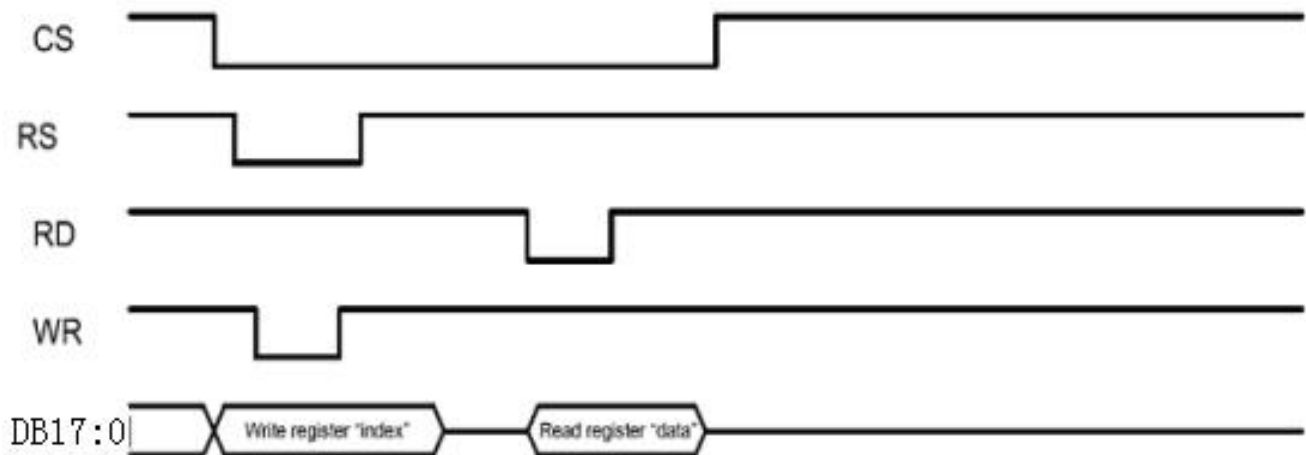 CS
RS
RD
WR
DB17:0
Write register "index"
Read register "data"